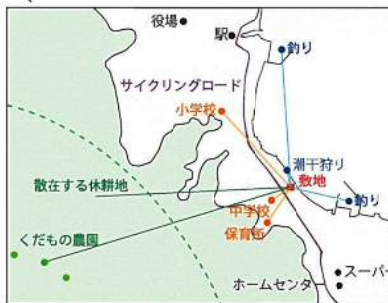 役場
駅
釣り
サイクリングロード
小学校
潮干狩り
敷地
散在する休耕地
中学校
釣り
保育所
くだもの農園
スーパー
ホームセンター